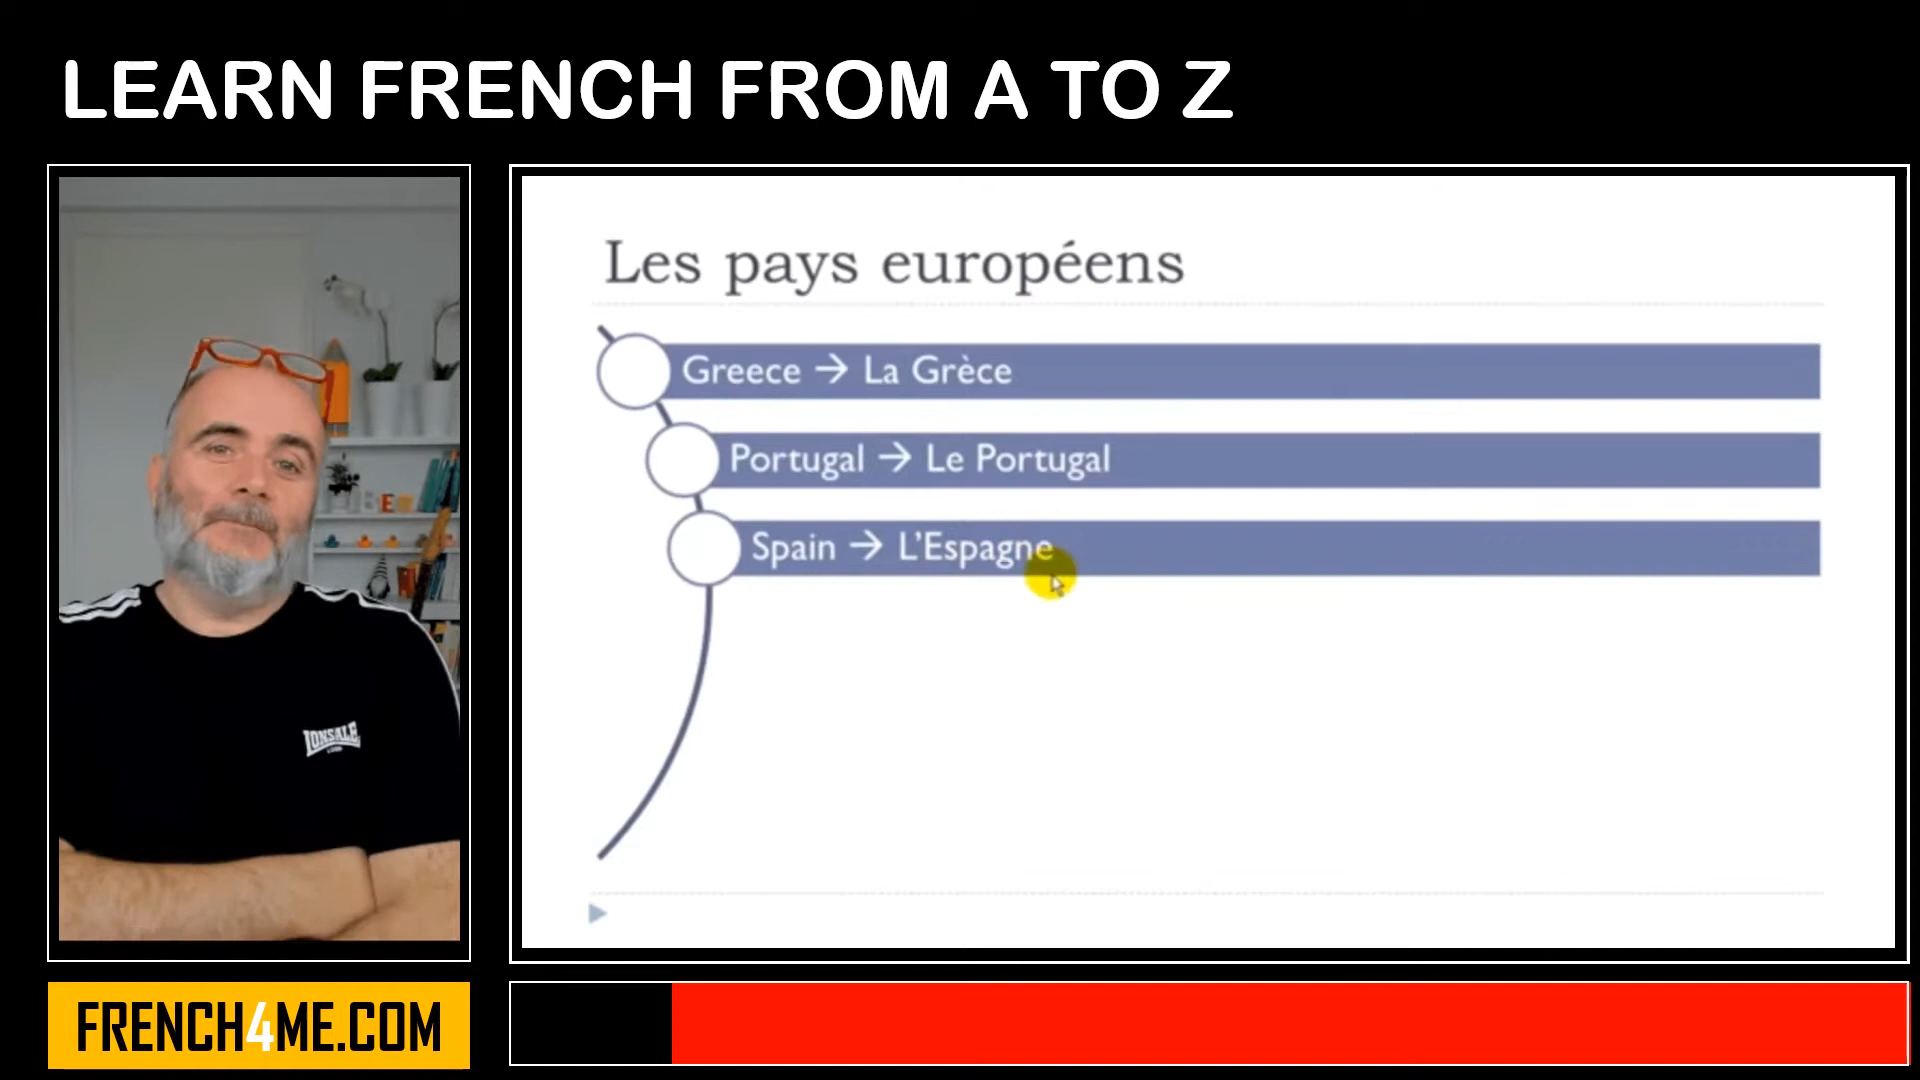 LEARN FRENCH FROM A TO Z
Les pays européens
Greece → La Grèce
Portugal → Le Portugal
Spain → L'Espagne
LONSDALE
FRENCH4ME.COM